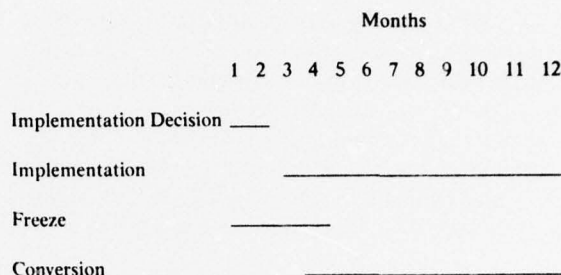 Months
1 2 3 4 5 6 7 8 9 10 11 12
Implementation Decision
Implementation
Freeze
Conversion